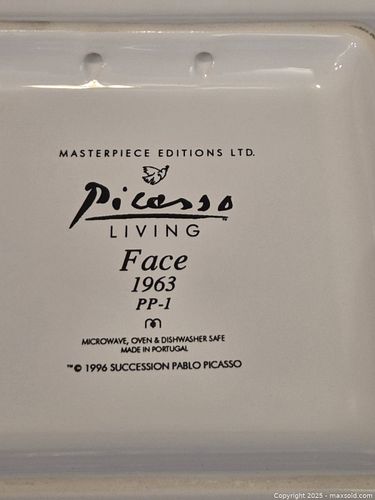 MASTERPIECE EDITIONS LTD.
Picasso™
LIVING
Face
1963
PP-1
MICROWAVE, OVEN & DISHWASHER SAFE
MADE IN PORTUGAL
™© 1996 SUCCESSION PABLO PICASSO
Copyright 2025 - maxsold.com